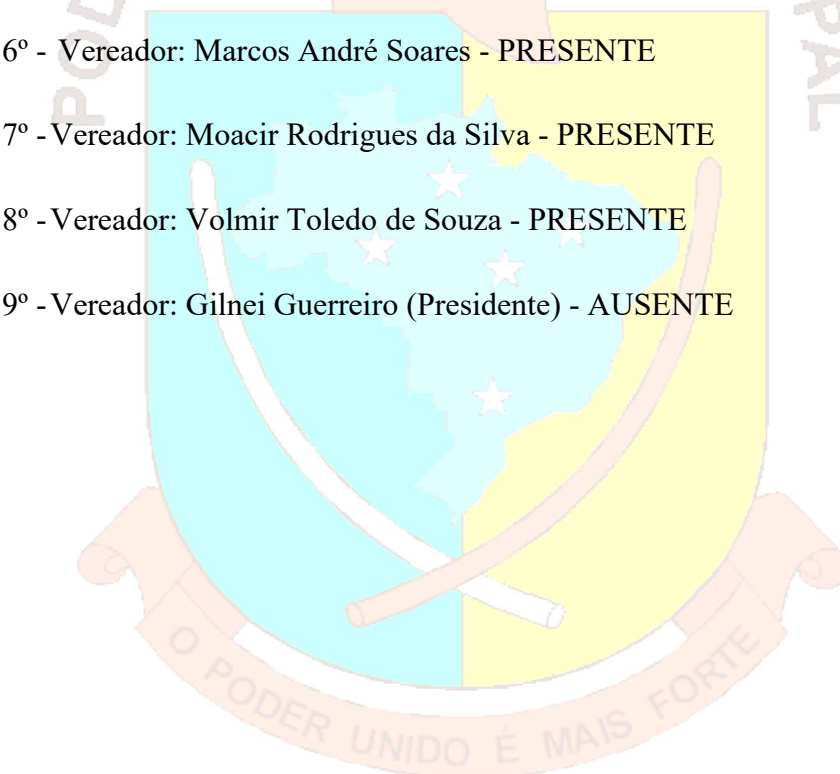 6º - Vereador: Marcos André Soares - PRESENTE
7º - Vereador: Moacir Rodrigues da Silva - PRESENTE
8º - Vereador: Volmir Toledo de Souza - PRESENTE
9º - Vereador: Gilnei Guerreiro (Presidente) - AUSENTE
O PODER UNIDO É MAIS FORTE